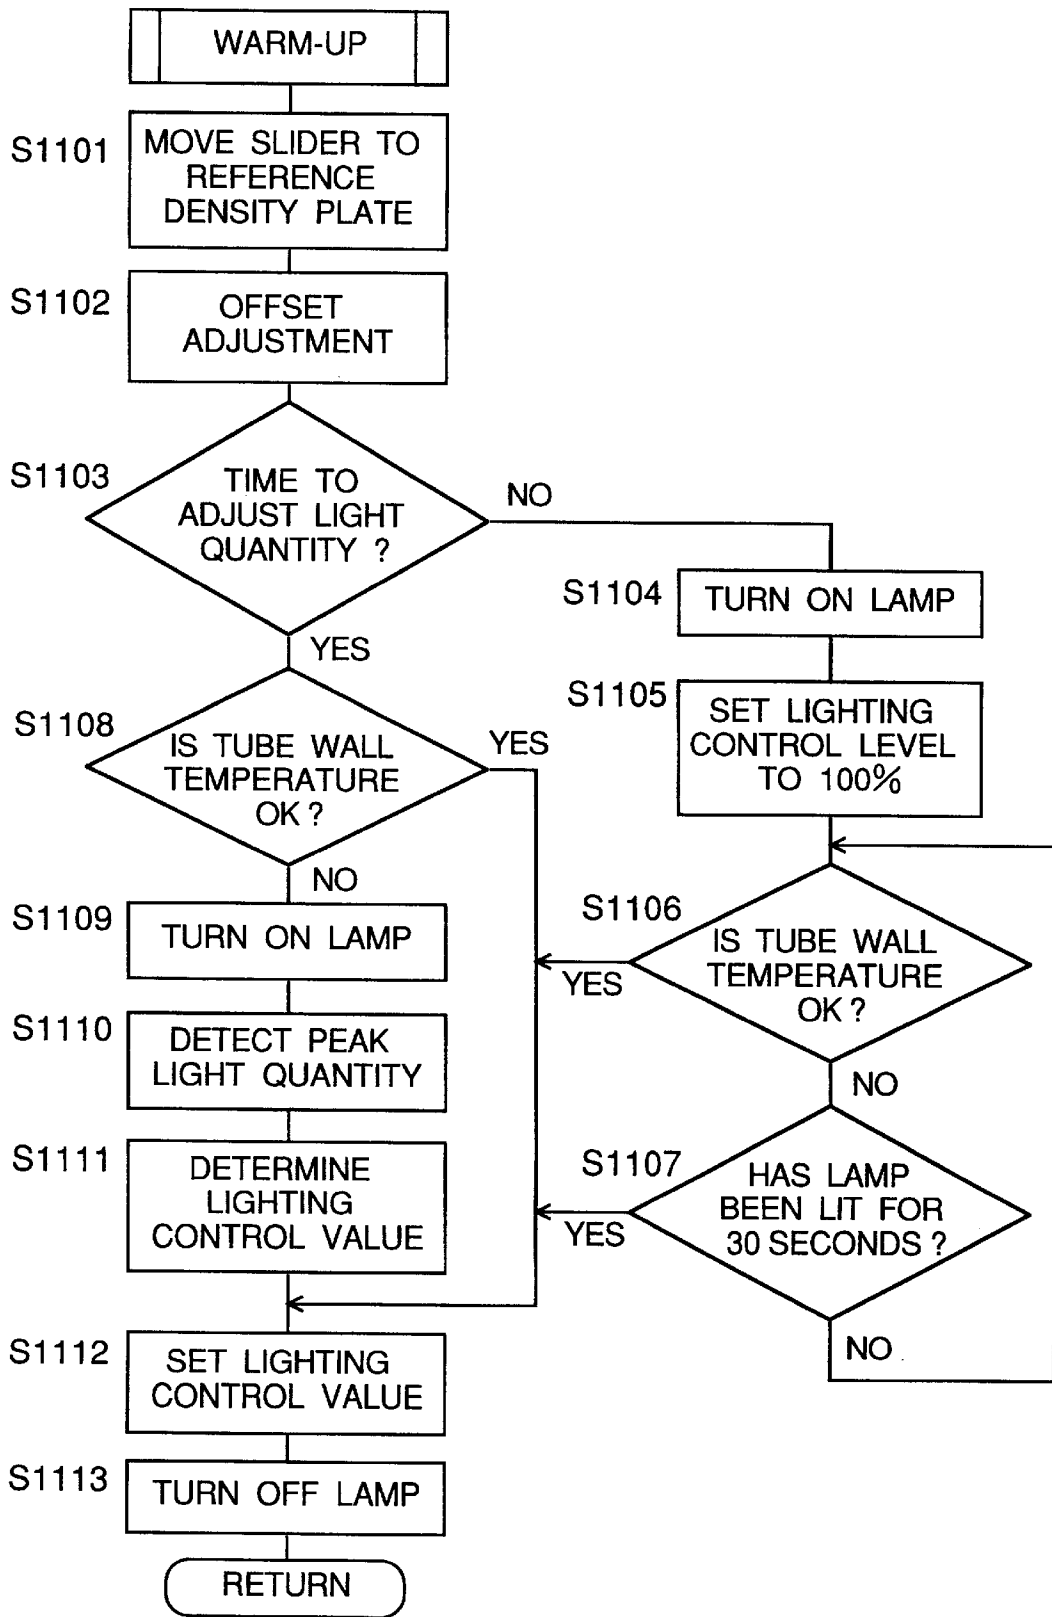 WARM-UP
S1101
MOVE SLIDER TO
REFERENCE
DENSITY PLATE
S1102
OFFSET
ADJUSTMENT
S1103
TIME TO
ADJUST LIGHT
QUANTITY ?
NO
YES
S1104
TURN ON LAMP
S1105
SET LIGHTING
CONTROL LEVEL
TO 100%
S1106
IS TUBE WALL
TEMPERATURE
OK ?
YES
NO
S1107
HAS LAMP
BEEN LIT FOR
30 SECONDS ?
YES
NO
S1108
IS TUBE WALL
TEMPERATURE
OK ?
YES
NO
S1109
TURN ON LAMP
S1110
DETECT PEAK
LIGHT QUANTITY
S1111
DETERMINE
LIGHTING
CONTROL VALUE
S1112
SET LIGHTING
CONTROL VALUE
S1113
TURN OFF LAMP
RETURN